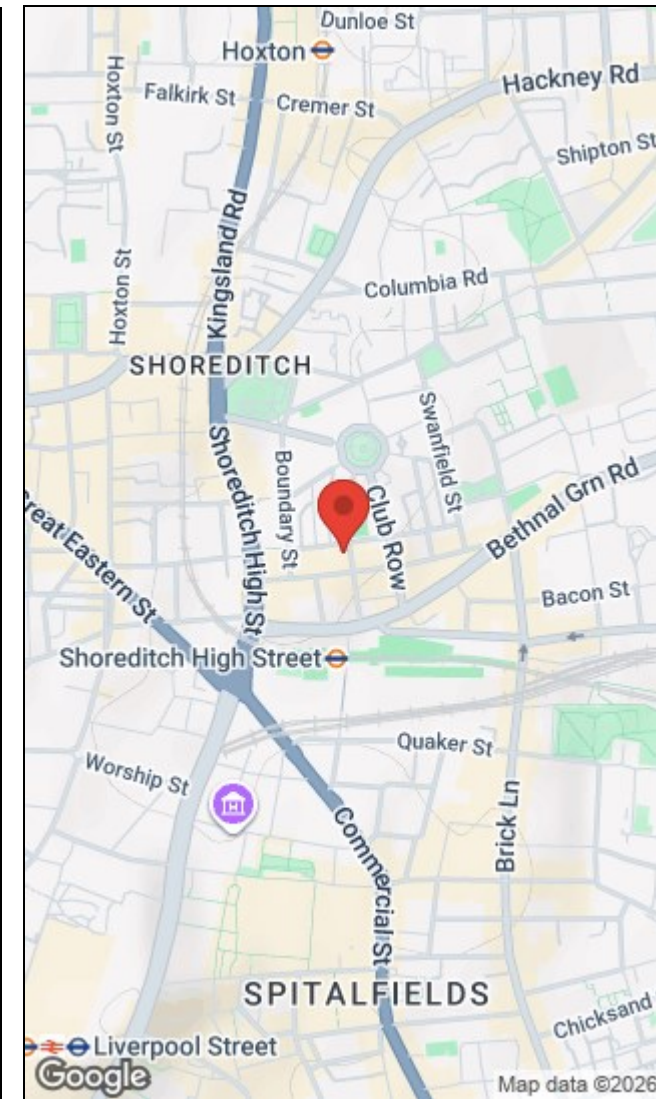 Dunloe St
Hoxton
Hackney Rd
Hoxton St
Falkirk St
Cremer St
Shipton St
Kingsland Rd
Columbia Rd
Hoxton St
SHOREDITCH
Swanfield St
Boundary St
Club Row
Shoreditch High St
Bethnal Grn Rd
Great Eastern St
Bacon St
Shoreditch High Street
Quaker St
Worship St
Brick Ln
Commercial St
SPITALFIELDS
Chicksand
Liverpool Street
Google
Map data ©2026